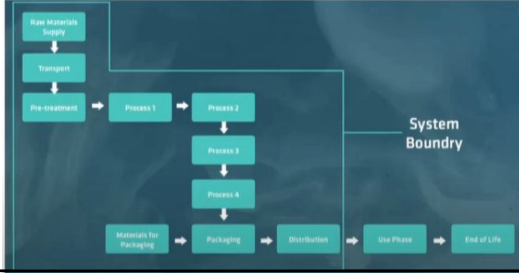 Raw Materials
Supply
Transport
Pre-treatment
Process 1
Process 2
Process 3
Process 4
System
Boundry
Materials for
Packaging
Packaging
Distribution
Use Phase
End of Life